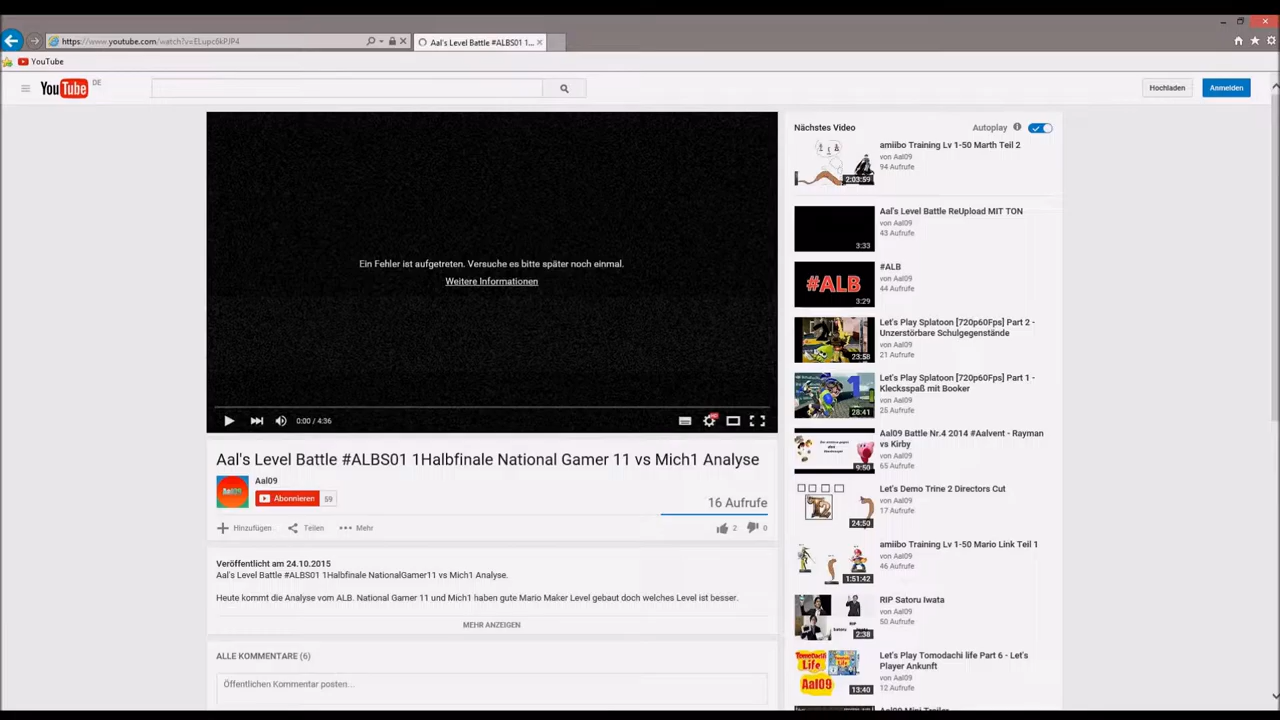 https://www.youtube.com/watch?v=ELupc6kPJP4
Aal's Level Battle #ALBS01 1...
YouTube
YouTube DE
Hochladen
Anmelden
Ein Fehler ist aufgetreten. Versuche es bitte später noch einmal.
Weitere Informationen
0:00 / 4:36
Aal's Level Battle #ALBS01 1Halbfinale National Gamer 11 vs Mich1 Analyse
Aal09
Aal09
Abonnieren 59
16 Aufrufe
Hinzufügen Teilen Mehr
2 0
Veröffentlicht am 24.10.2015
Aal's Level Battle #ALBS01 1Halbfinale NationalGamer11 vs Mich1 Analyse.
Heute kommt die Analyse vom ALB. National Gamer 11 und Mich1 haben gute Mario Maker Level gebaut doch welches Level ist besser.
MEHR ANZEIGEN
ALLE KOMMENTARE (6)
Öffentlichen Kommentar posten...
Nächstes Video
Autoplay
amiibo Training Lv 1-50 Marth Teil 2
von Aal09
94 Aufrufe
2:03:59
Aal's Level Battle ReUpload MIT TON
von Aal09
43 Aufrufe
3:33
#ALB
#ALB
von Aal09
44 Aufrufe
3:29
Let's Play Splatoon [720p60Fps] Part 2 -
Unzerstörbare Schulgegenstände
von Aal09
21 Aufrufe
23:58
Let's Play Splatoon [720p60Fps] Part 1 -
Klecksspaß mit Booker
von Aal09
25 Aufrufe
1
28:41
Aal09 Battle Nr.4 2014 #Aalvent - Rayman
vs Kirby
von Aal09
65 Aufrufe
9:50
Let's Demo Trine 2 Directors Cut
von Aal09
17 Aufrufe
24:50
amiibo Training Lv 1-50 Mario Link Teil 1
von Aal09
46 Aufrufe
1:51:42
RIP Satoru Iwata
von Aal09
50 Aufrufe
2:38
Let's Play Tomodachi life Part 6 - Let's
Player Ankunft
von Aal09
12 Aufrufe
Tomodachi
Life
Aal09
13:40
Aal09 Mini Trailer